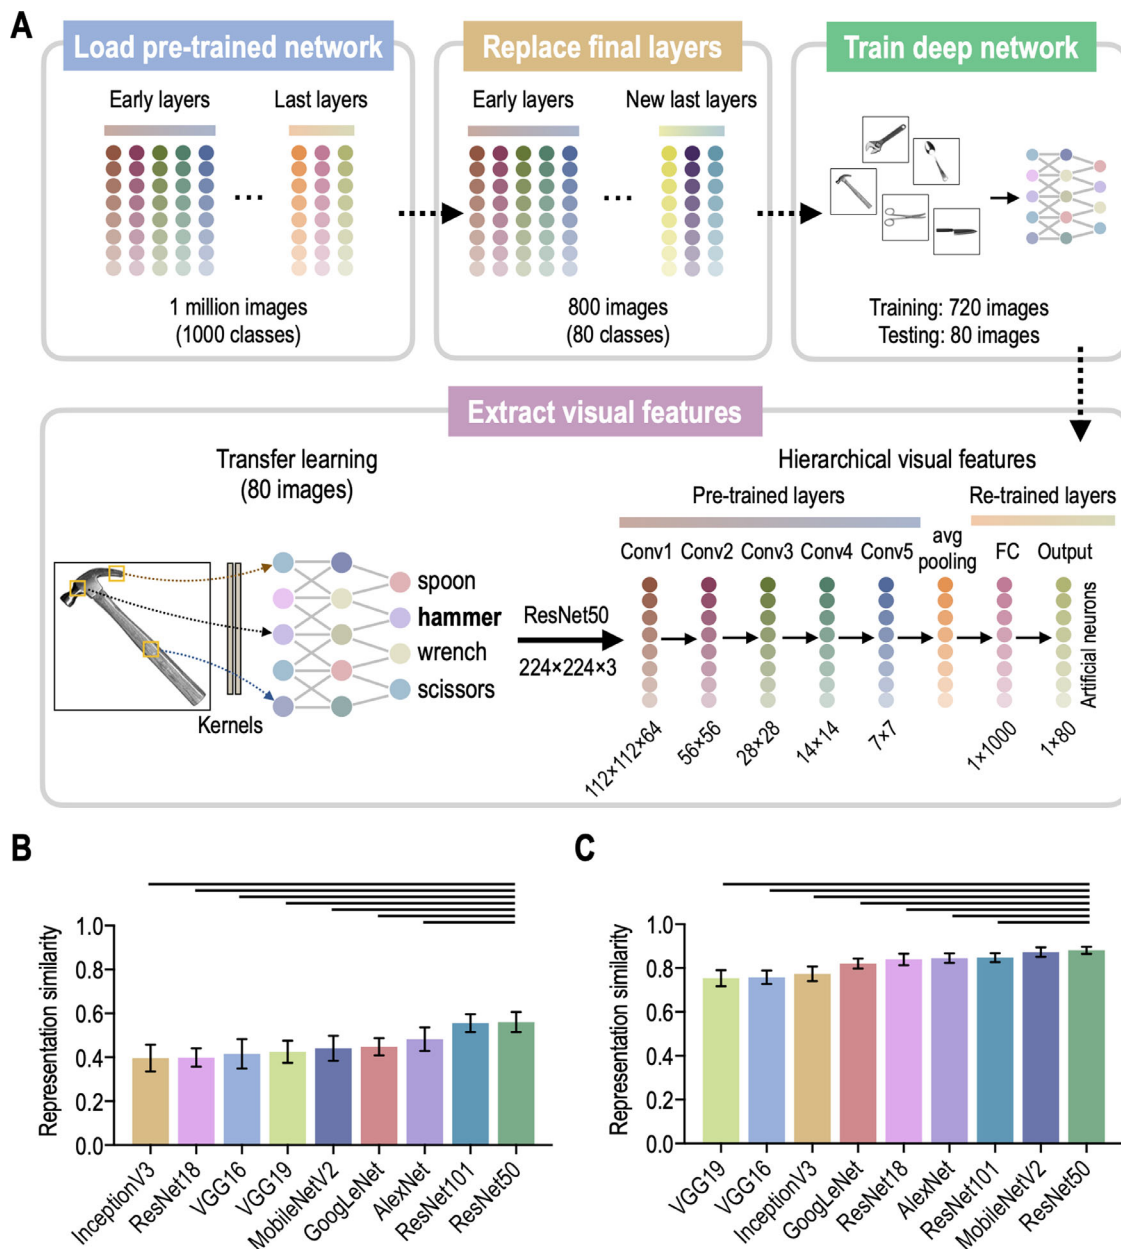 A
Load pre-trained network
Replace final layers
Train deep network
Early layers
Last layers
Early layers
New last layers
...
...
1 million images
(1000 classes)
800 images
(80 classes)
Training: 720 images
Testing: 80 images
Extract visual features
Transfer learning
(80 images)
Hierarchical visual features
Pre-trained layers
Re-trained layers
Conv1
Conv2
Conv3
Conv4
Conv5
avg
pooling
FC
Output
spoon
hammer
wrench
scissors
Kernels
ResNet50
224×224×3
Artificial neurons
112×112×64
56×56
28×28
14×14
7×7
1×1000
1×80
B
Representation similarity
1.0
0.8
0.6
0.4
0.2
0.0
InceptionV3
ResNet18
VGG16
VGG19
MobileNetV2
GoogLeNet
AlexNet
ResNet101
ResNet50
C
Representation similarity
1.0
0.8
0.6
0.4
0.2
0.0
VGG19
VGG16
InceptionV3
GoogLeNet
ResNet18
AlexNet
ResNet101
MobileNetV2
ResNet50